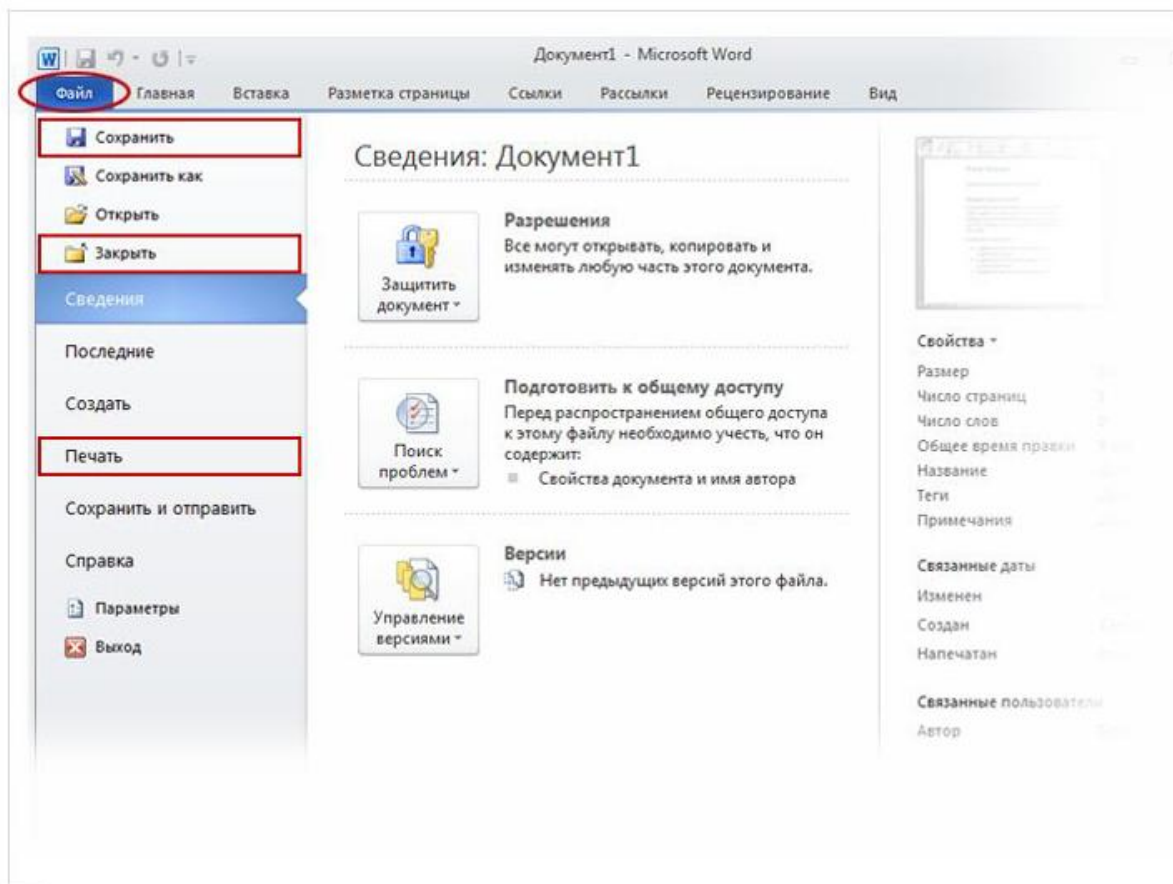 Документ1 - Microsoft Word
Файл Главная Вставка Разметка страницы Ссылки Рассылки Рецензирование Вид
Сохранить
Сохранить как
Открыть
Закрыть
Сведения
Последние
Создать
Печать
Сохранить и отправить
Справка
Параметры
Выход
Сведения: Документ1
Защитить
документ
Разрешения
Все могут открывать, копировать и
изменять любую часть этого документа.
Поиск
проблем
Подготовить к общему доступу
Перед распространением общего доступа
к этому файлу необходимо учесть, что он
содержит:
Свойства документа и имя автора
Управление
версиями
Версии
Нет предыдущих версий этого файла.
Свойства
Размер
Число страниц
Число слов
Общее время правки
Название
Теги
Примечания
Связанные даты
Изменен
Создан
Напечатан
Связанные пользователи
Автор